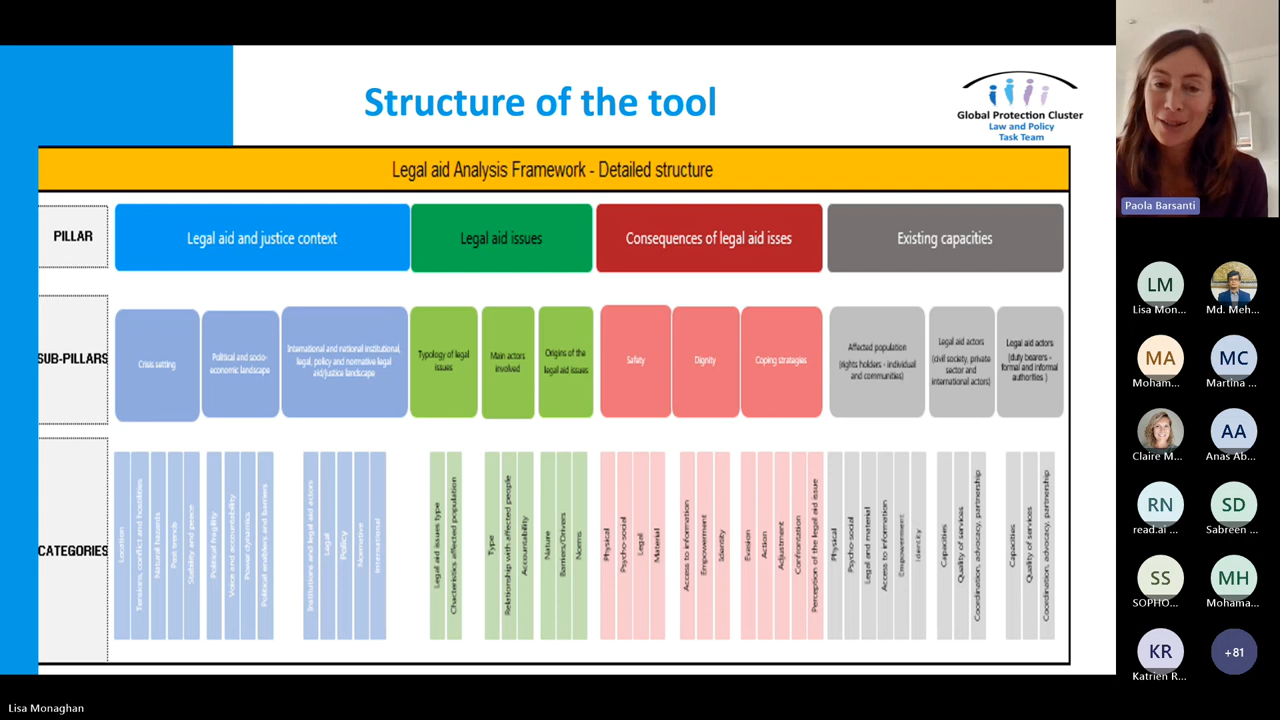 Structure of the tool
Global Protection Cluster
Law and Policy
Task Team
Legal aid Analysis Framework - Detailed structure
PILLAR
Legal aid and justice context
Legal aid issues
Consequences of legal aid isses
Existing capacities
SUB-PILLARS
Crisis setting
Political and socio-
economic landscape
International and national institutional,
legal, policy and normative legal
aid/justice landscape
Typology of legal
issues
Main actors
involved
Origins of the
legal aid issues
Safety
Dignity
Coping strategies
Affected population
(rights holders - individual
and communities)
Legal aid actors
(civil society, private
sector and
international actors)
Legal aid actors
(duty bearers -
formal and informal
authorities )
CATEGORIES
Location
Tensions, conflict and hostilities
Natural hazards
Past trends
Stability and peace
Political fragility
Voice and accountability
Power dynamics
Political enablers and barriers
Institutions and legal aid actors
Legal
Policy
Normative
International
Legal aid issues type
Chacteristics affected population
Type
Relationship with affected people
Accountability
Nature
Barriers/Drivers
Norms
Physical
Psycho-social
Legal
Material
Access to information
Empowerment
Identity
Evasion
Action
Adjustment
Confrontation
Perception of the legal aid issue
Physical
Psycho-social
Legal and material
Access to information
Empowerment
Identity
Capacities
Quality of services
Coordination, advocacy, partnership
Capacities
Quality of services
Coordination, advocacy, partnership
Paola Barsanti
LM
Lisa Mon...
Md. Meh...
MA
Moham...
MC
Martina ...
Claire M...
AA
Anas Ab...
RN
read.ai ...
SD
Sabreen ...
SS
SOPHO...
MH
Mohama...
KR
Katrien R...
+81
Lisa Monaghan